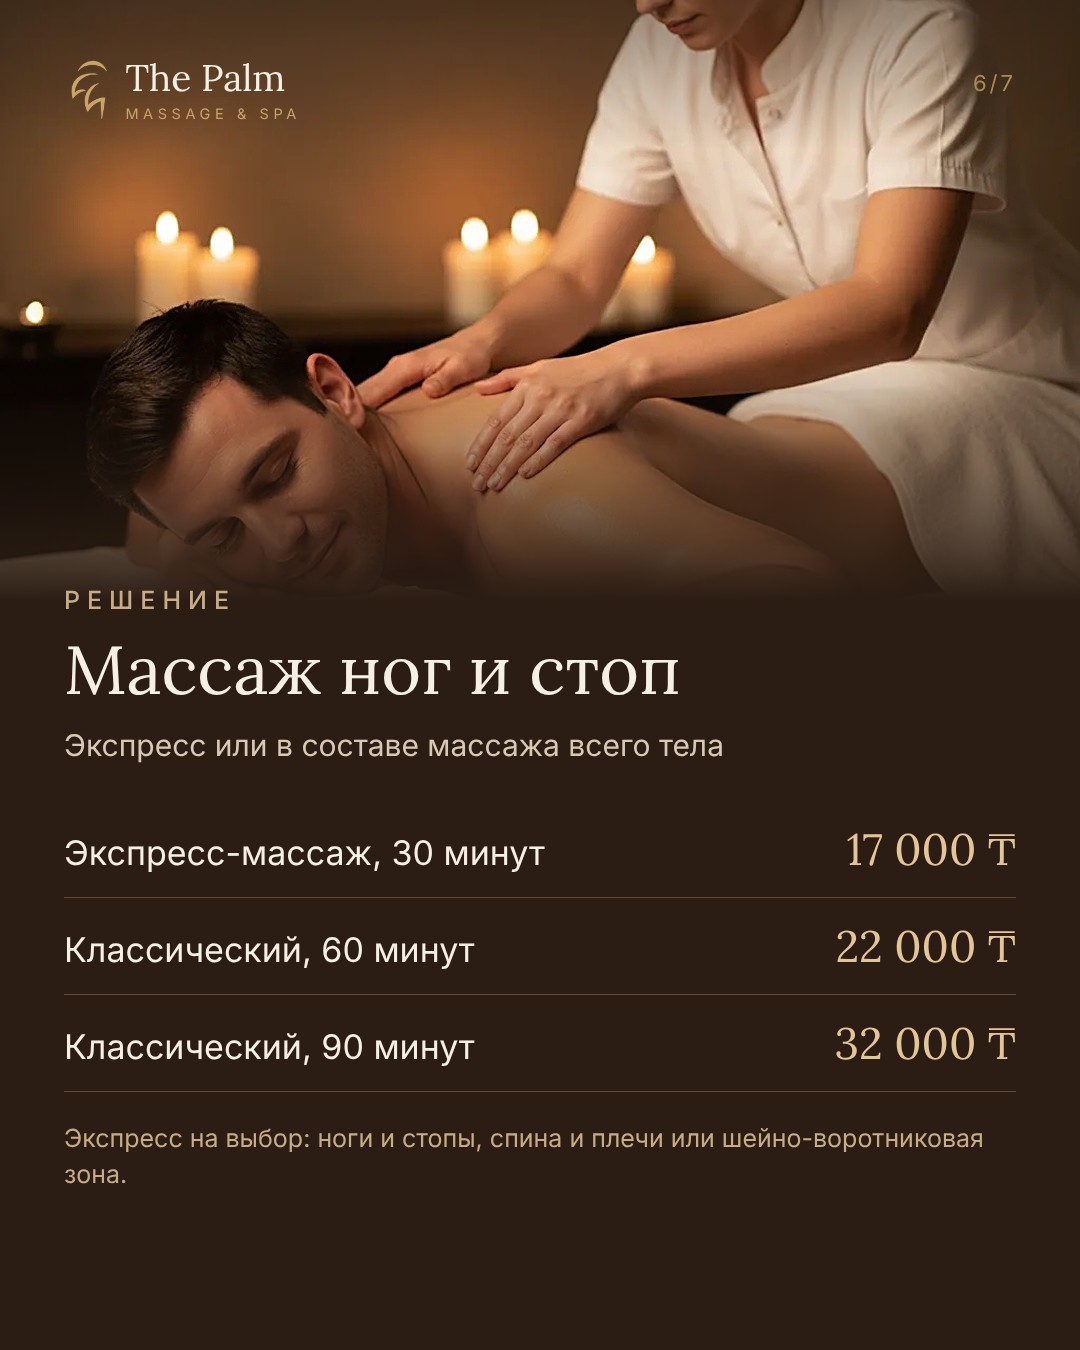 The Palm
MASSAGE & SPA
6/7
РЕШЕНИЕ
Массаж ног и стоп
Экспресс или в составе массажа всего тела
Экспресс-массаж, 30 минут 17 000 ₸
Классический, 60 минут 22 000 ₸
Классический, 90 минут 32 000 ₸
Экспресс на выбор: ноги и стопы, спина и плечи или шейно-воротниковая
зона.